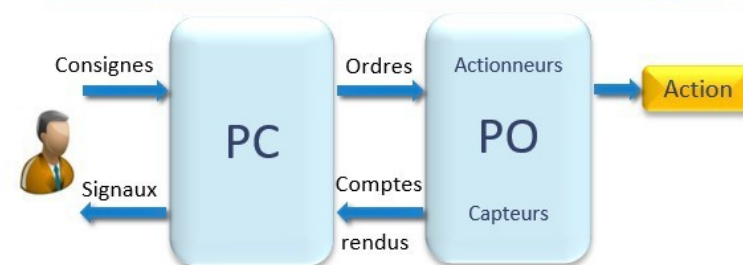 Consignes
Signaux
PC
Ordres
Comptes
rendus
Actionneurs
PO
Capteurs
Action